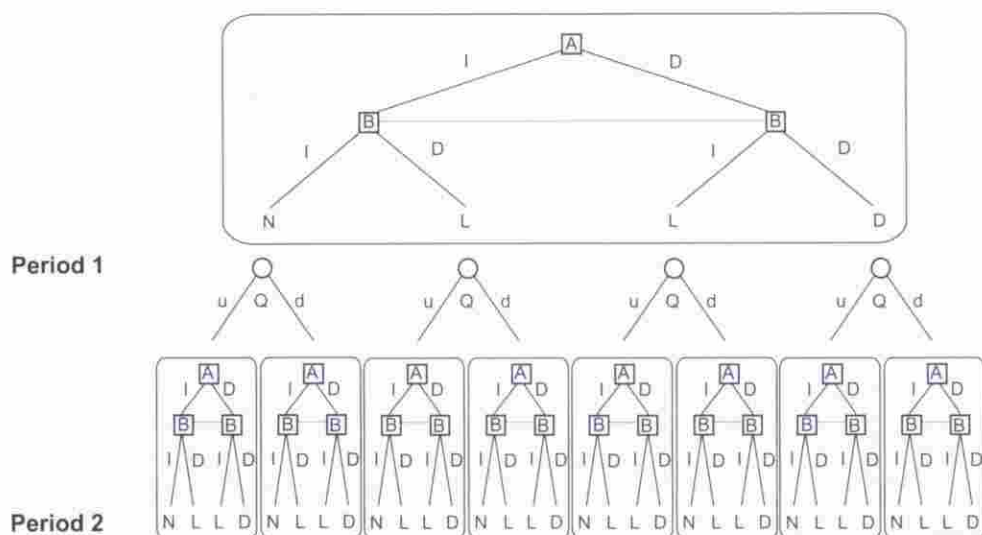 A
I D
B B
I D I D
N L L D
Period 1
u Q d u Q d u Q d u Q d
A A A A A A A A
I D I D I D I D I D I D I D I D
B B B B B B B B B B B B B B B B
I D I D I D I D I D I D I D I D I D I D I D I D I D I D I D I D
N L L D N L L D N L L D N L L D N L L D N L L D N L L D N L L D
Period 2